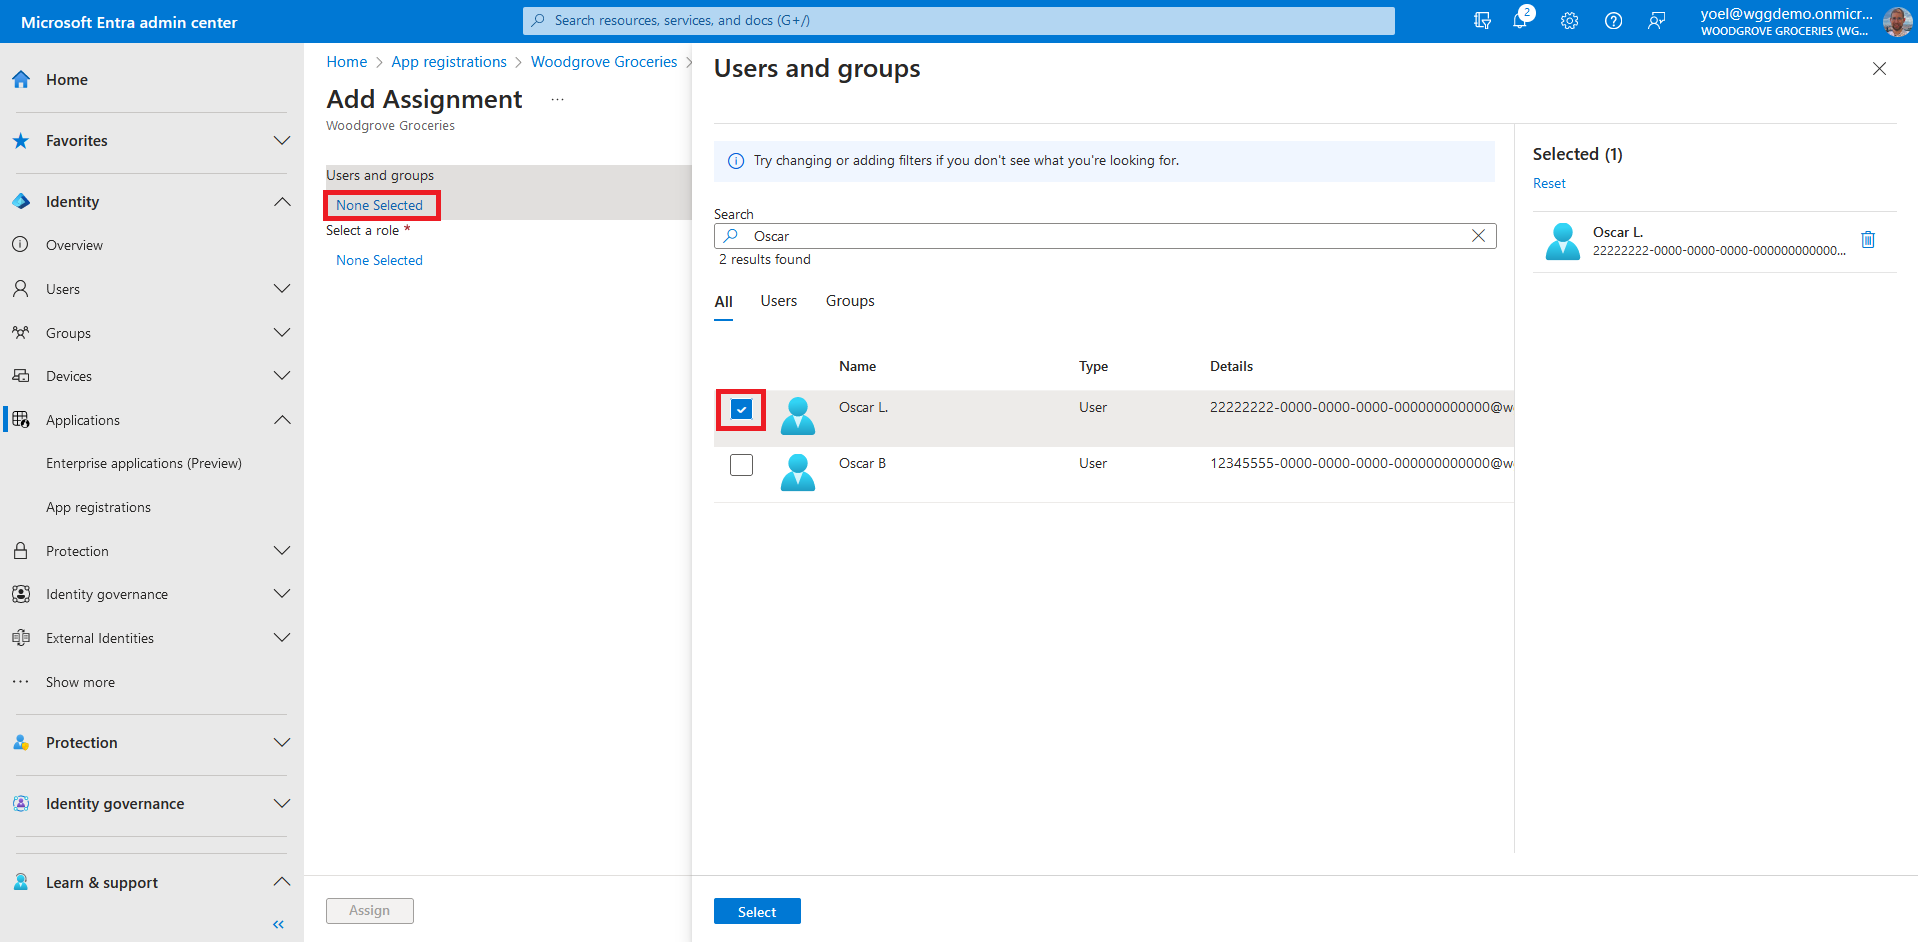 Microsoft Entra admin center
Search resources, services, and docs (G+/)
2
yoel@wggdemo.onmicr...
WOODGROVE GROCERIES (WG...
Home
Favorites
Identity
Overview
Users
Groups
Devices
Applications
Enterprise applications (Preview)
App registrations
Protection
Identity governance
External Identities
Show more
Protection
Identity governance
Learn & support
Home > App registrations > Woodgrove Groceries >
Add Assignment ...
Woodgrove Groceries
Users and groups
None Selected
Select a role *
None Selected
Assign
Users and groups
Try changing or adding filters if you don't see what you're looking for.
Search
Oscar
2 results found
All Users Groups
Name Type Details
Oscar L. User 22222222-0000-0000-0000-000000000000@w
Oscar B User 12345555-0000-0000-0000-000000000000@w
Select
Selected (1)
Reset
Oscar L.
22222222-0000-0000-0000-000000000000...